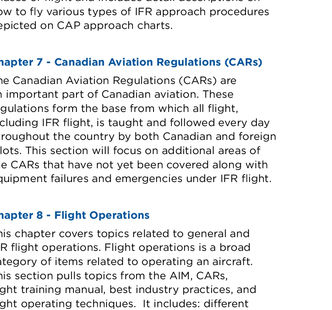 ow to fly various types of IFR approach procedures
epicted on CAP approach charts.
hapter 7 - Canadian Aviation Regulations (CARs)
he Canadian Aviation Regulations (CARs) are
n important part of Canadian aviation. These
gulations form the base from which all flight,
cluding IFR flight, is taught and followed every day
roughout the country by both Canadian and foreign
lots. This section will focus on additional areas of
e CARs that have not yet been covered along with
quipment failures and emergencies under IFR flight.
hapter 8 - Flight Operations
his chapter covers topics related to general and
R flight operations. Flight operations is a broad
ategory of items related to operating an aircraft.
his section pulls topics from the AIM, CARs,
ght training manual, best industry practices, and
ght operating techniques.  It includes: different